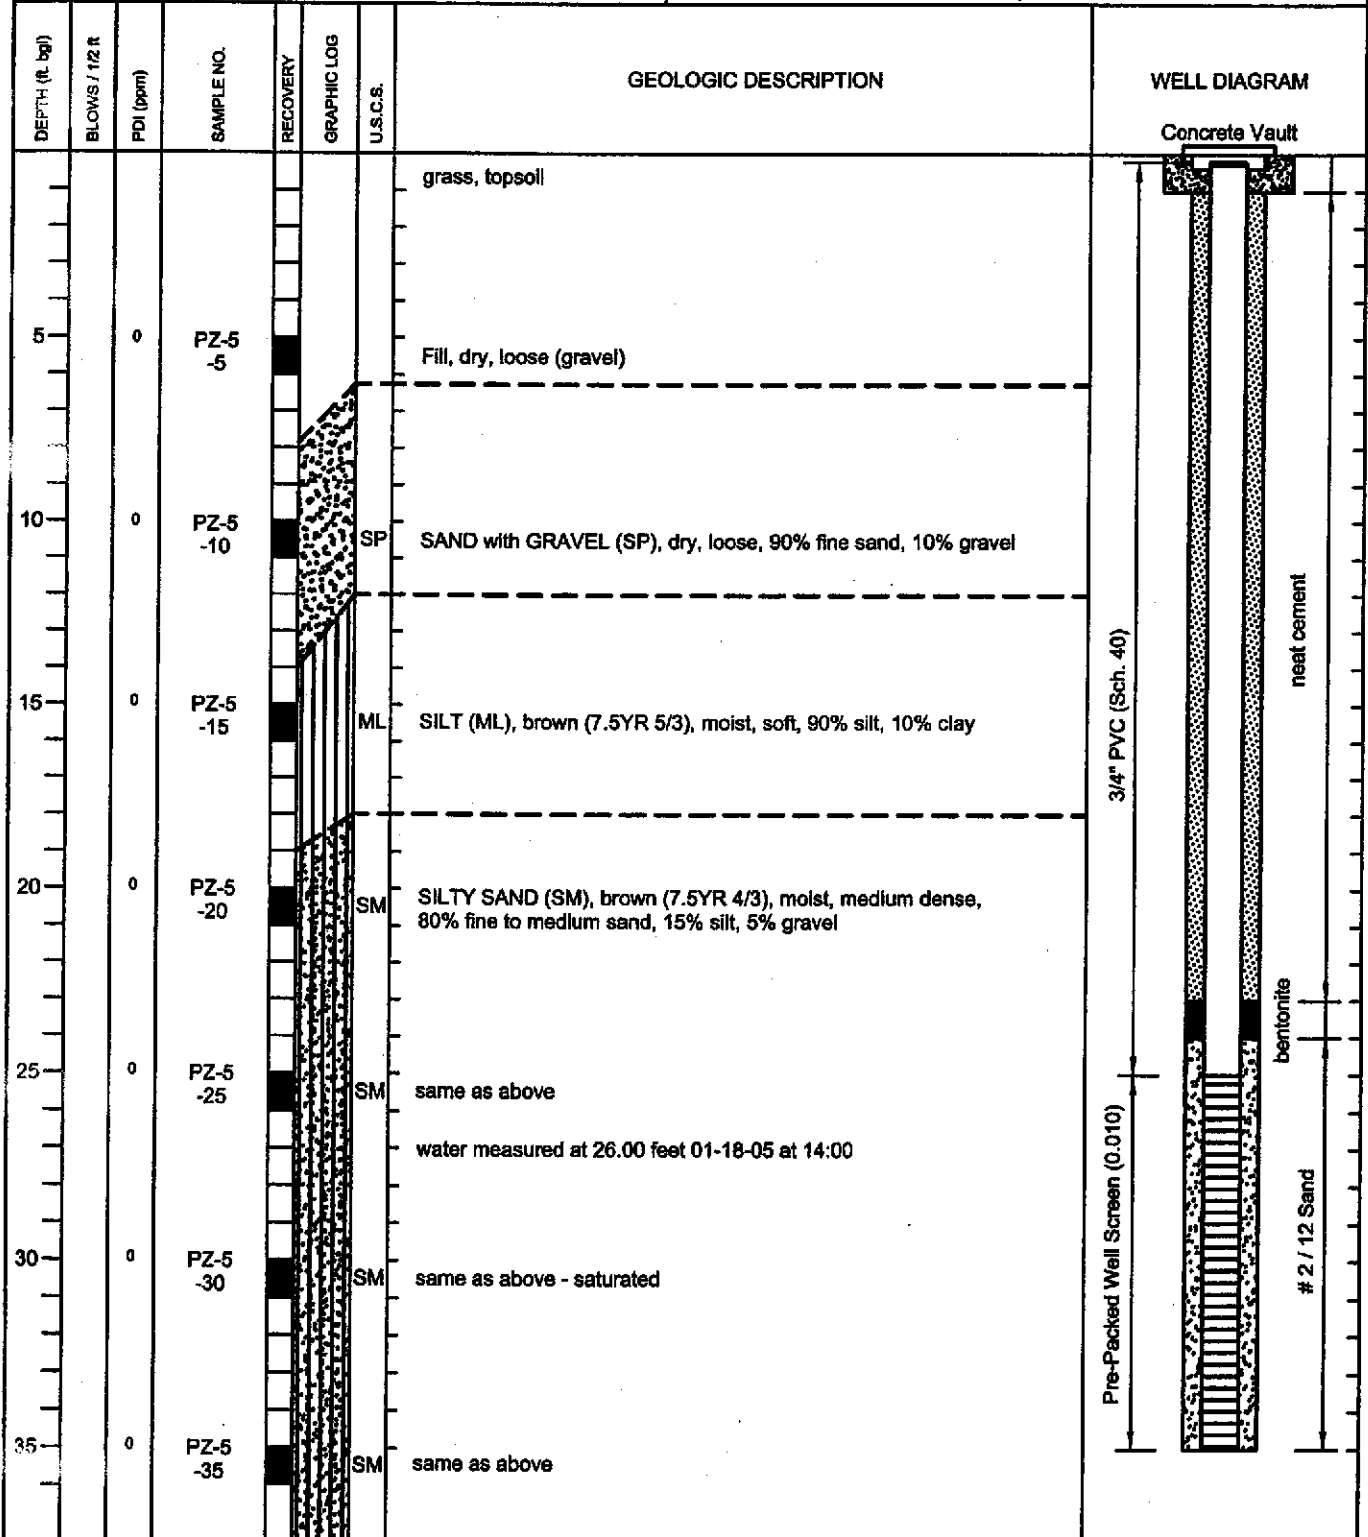 DEPTH (ft. bgl)
BLOWS / 1/2 ft
PDI (ppm)
SAMPLE NO.
RECOVERY
GRAPHIC LOG
U.S.C.S.
GEOLOGIC DESCRIPTION
WELL DIAGRAM
Concrete Vault
grass, topsoil
5
0
PZ-5
-5
Fill, dry, loose (gravel)
10
0
PZ-5
-10
SP
SAND with GRAVEL (SP), dry, loose, 90% fine sand, 10% gravel
15
0
PZ-5
-15
ML
SILT (ML), brown (7.5YR 5/3), moist, soft, 90% silt, 10% clay
20
0
PZ-5
-20
SM
SILTY SAND (SM), brown (7.5YR 4/3), moist, medium dense,
80% fine to medium sand, 15% silt, 5% gravel
25
0
PZ-5
-25
SM
same as above
water measured at 26.00 feet 01-18-05 at 14:00
30
0
PZ-5
-30
SM
same as above - saturated
35
0
PZ-5
-35
SM
same as above
3/4" PVC (Sch. 40)
neat cement
bentonite
Pre-Packed Well Screen (0.010)
# 2 / 12 Sand